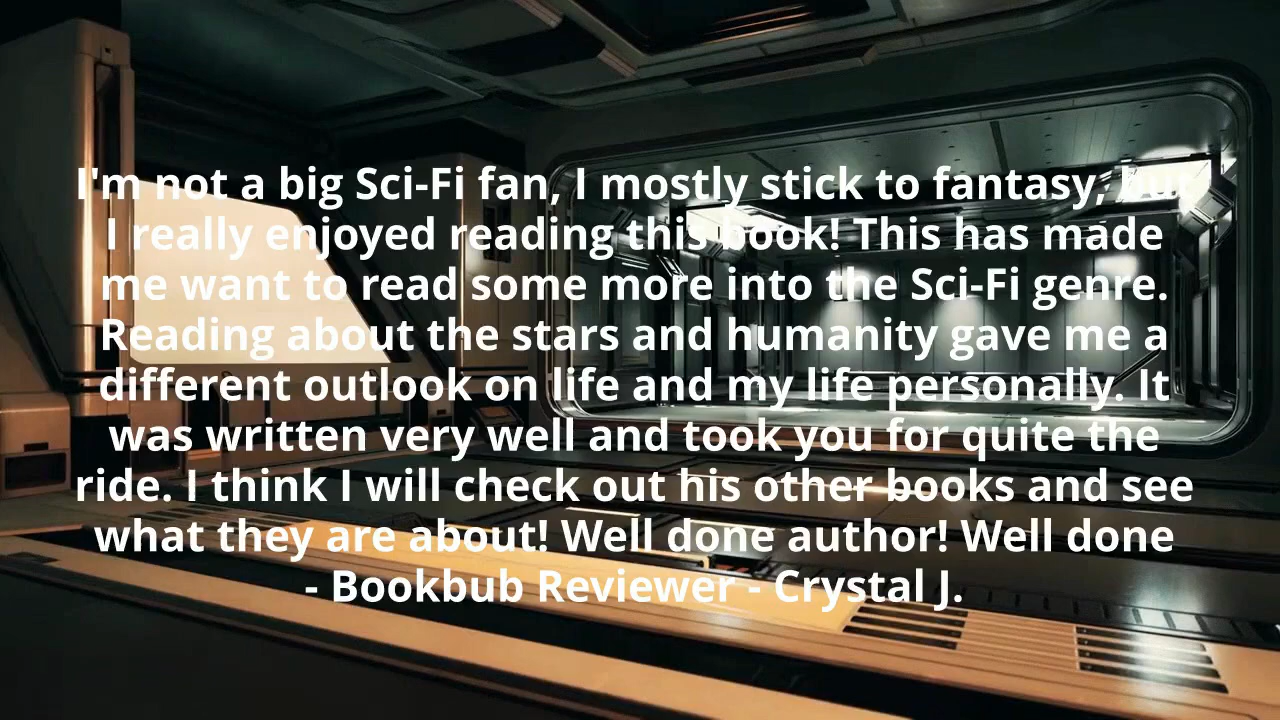 I'm not a big Sci-Fi fan, I mostly stick to fantasy, but
I really enjoyed reading this book! This has made
me want to read some more into the Sci-Fi genre.
Reading about the stars and humanity gave me a
different outlook on life and my life personally. It
was written very well and took you for quite the
ride. I think I will check out his other books and see
what they are about! Well done author! Well done
- Bookbub Reviewer - Crystal J.